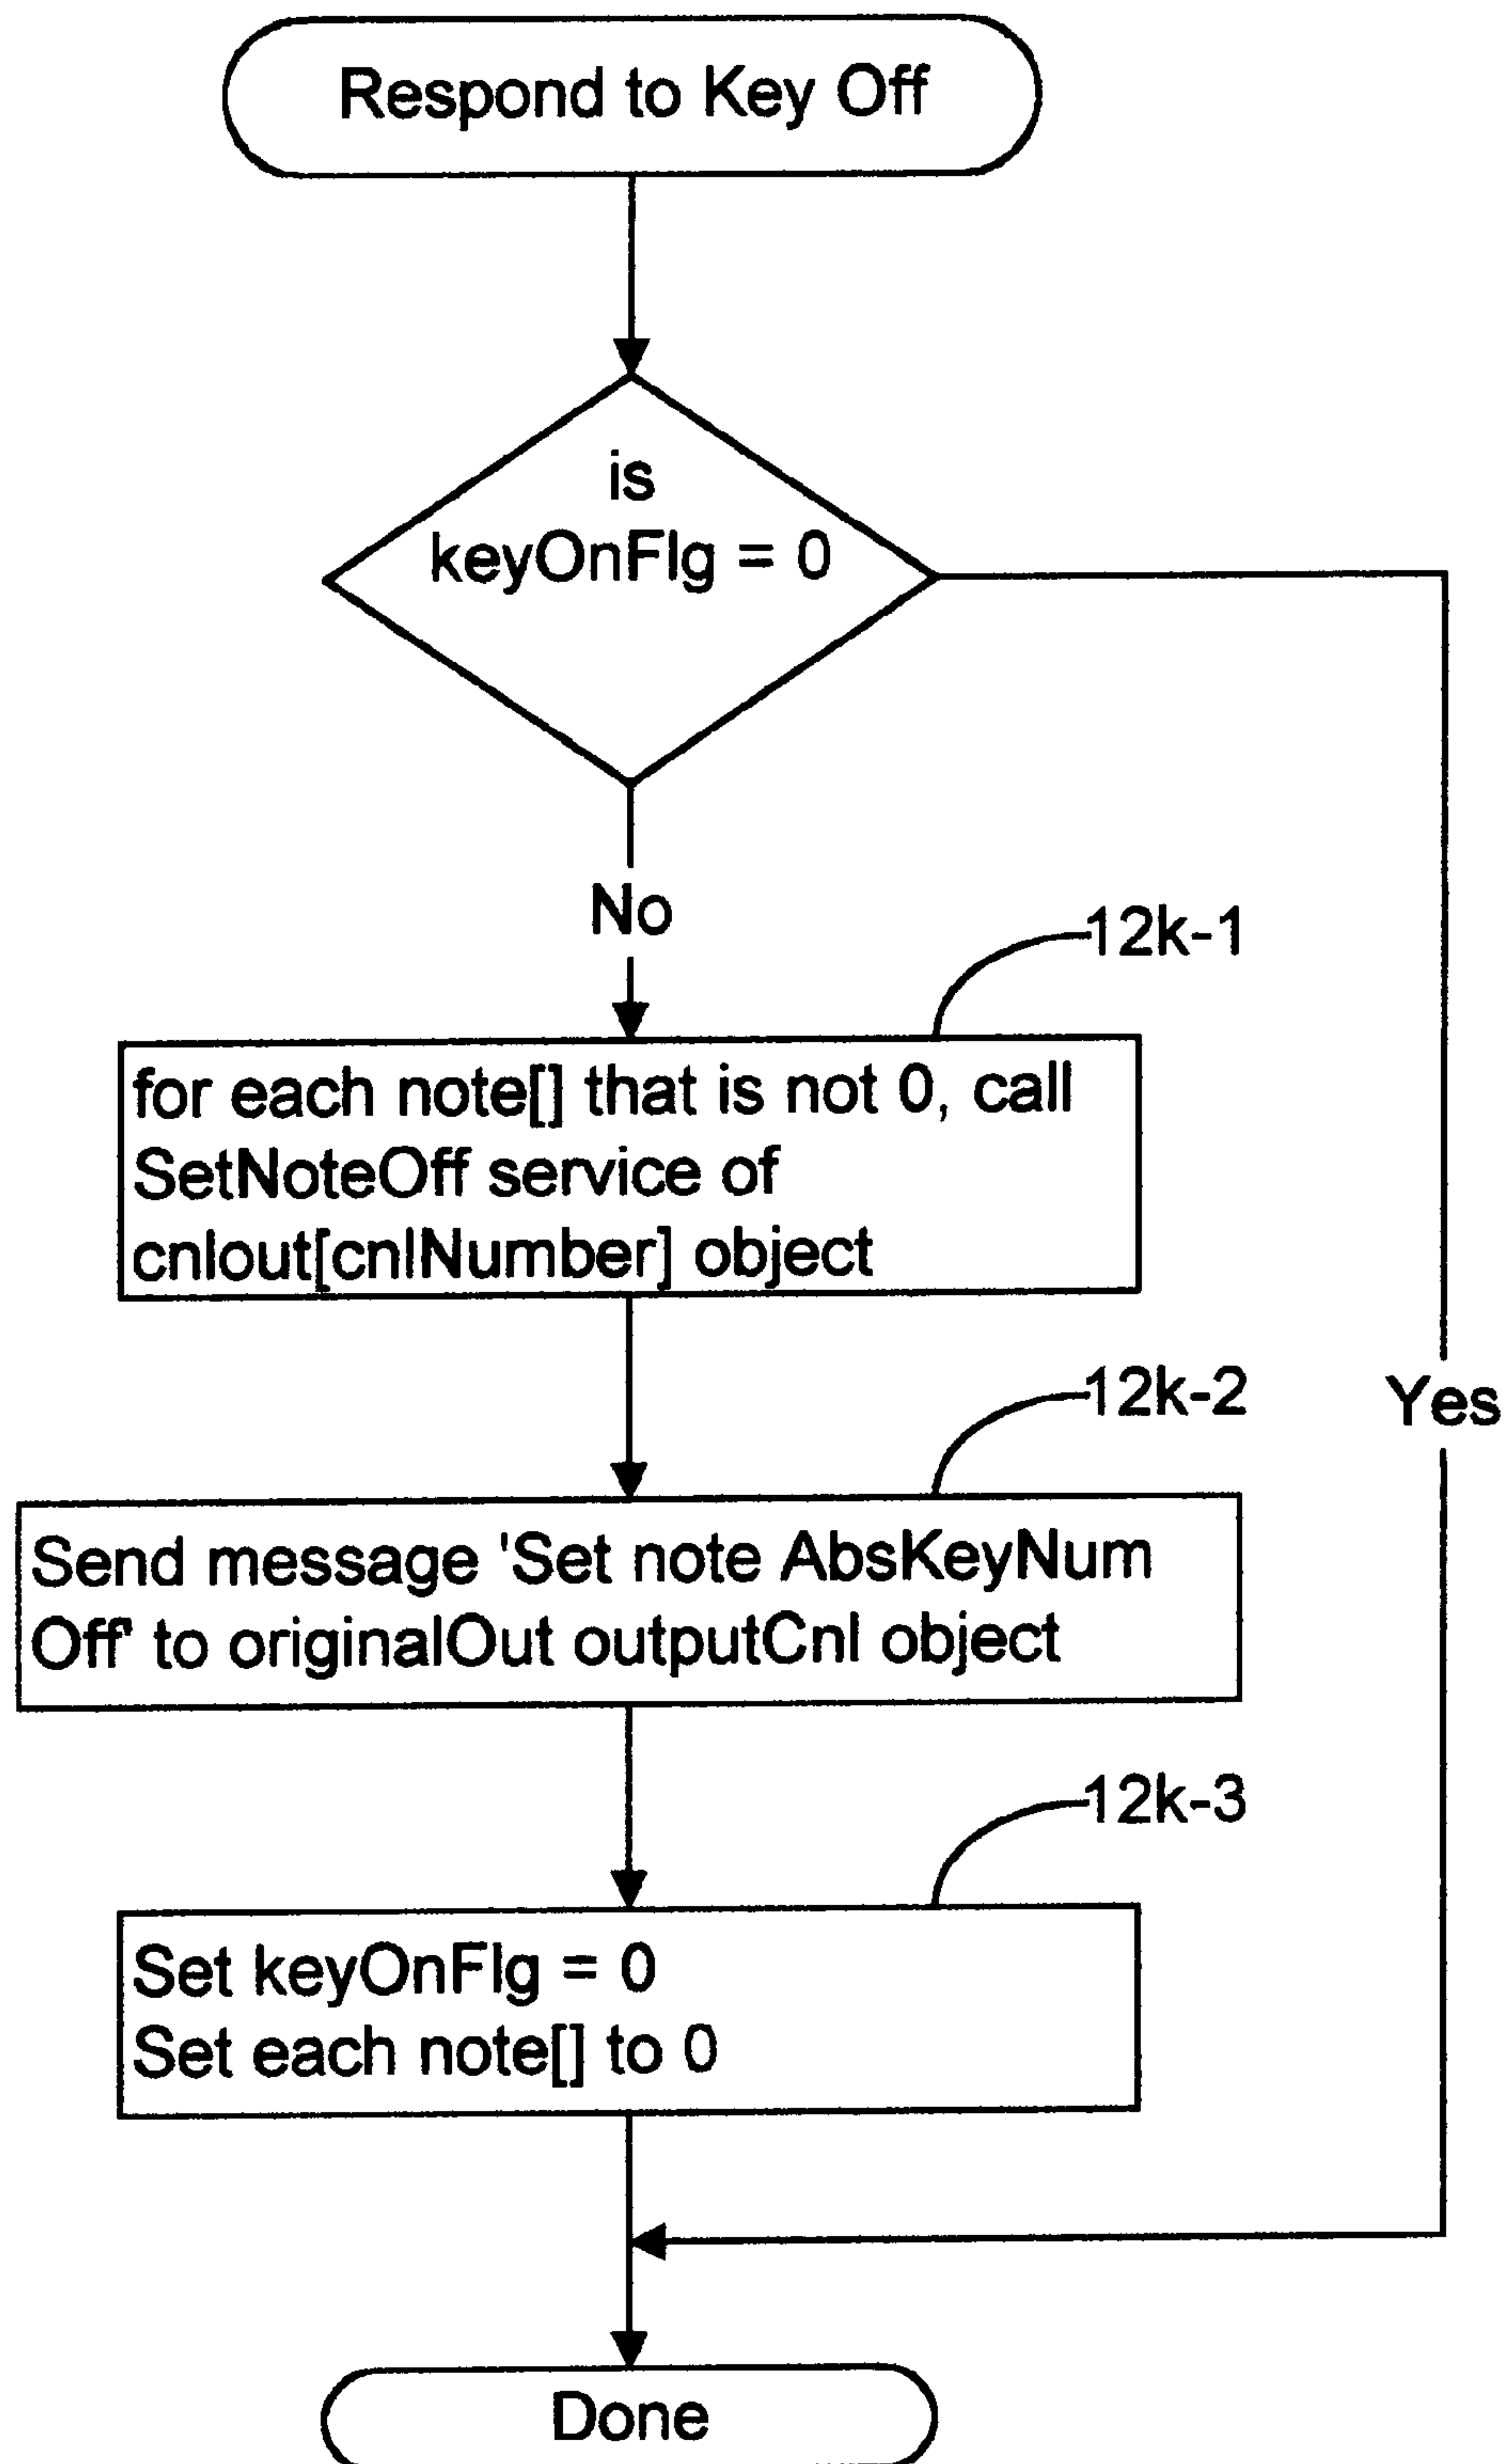 Respond to Key Off
is
keyOnFlg = 0
No
12k-1
for each note[] that is not 0, call
SetNoteOff service of
cnlout[cnlNumber] object
12k-2
Yes
Send message 'Set note AbsKeyNum
Off' to originalOut outputCnl object
12k-3
Set keyOnFlg = 0
Set each note[] to 0
Done